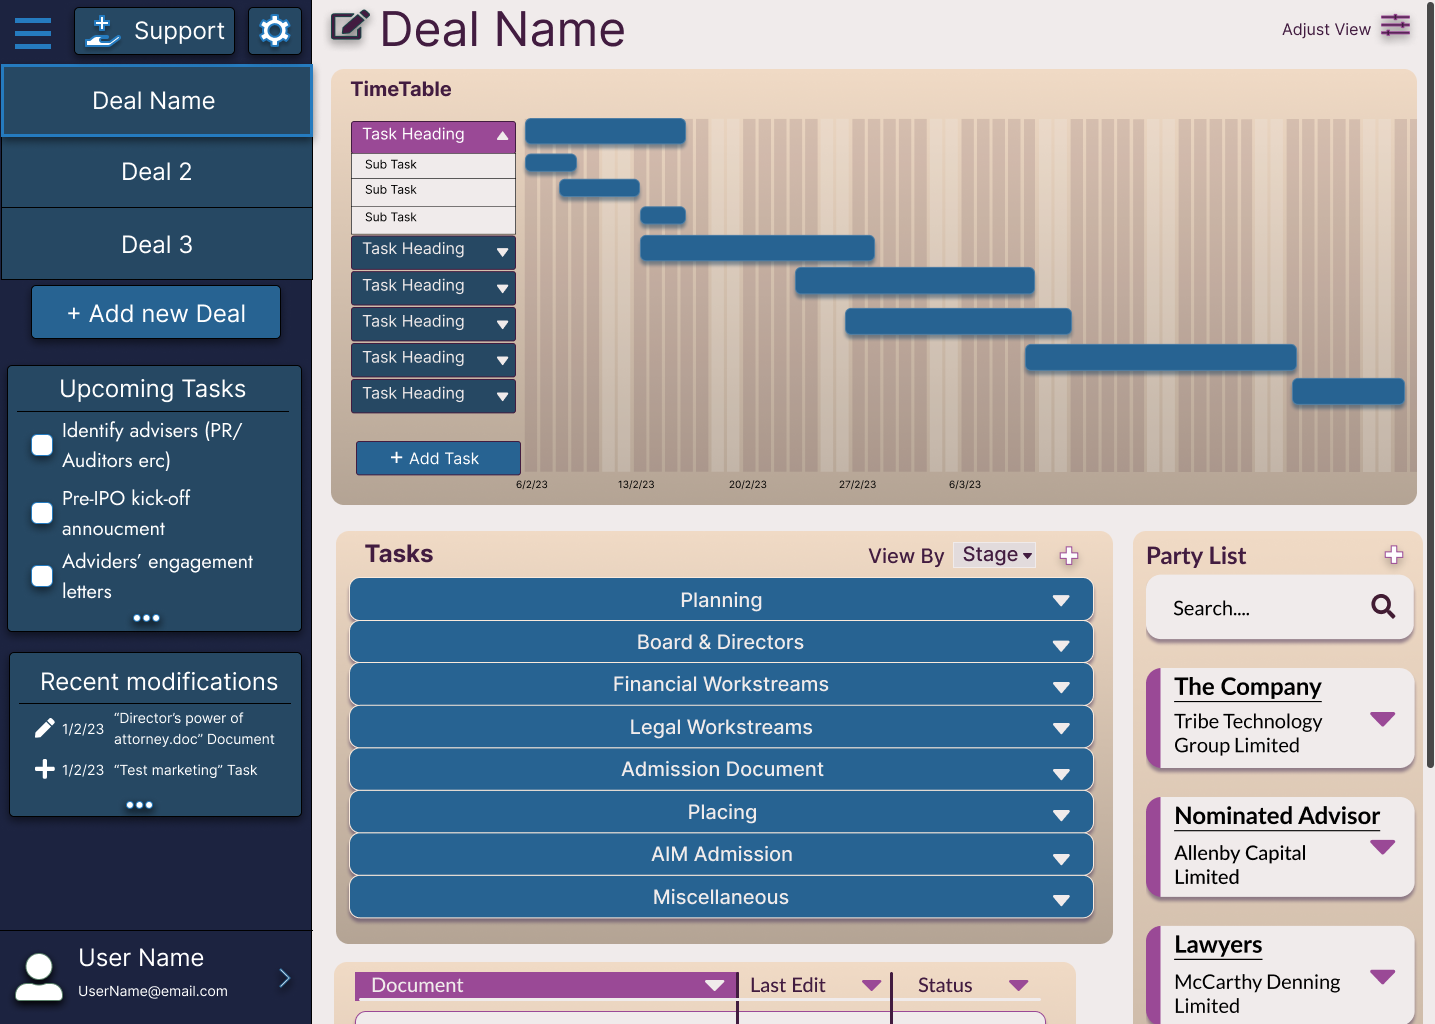 Support
Deal Name
Deal 2
Deal 3
+ Add new Deal
Upcoming Tasks
Identify advisers (PR/
Auditors erc)
Pre-IPO kick-off
annoucment
Adviders’ engagement
letters
Recent modifications
1/2/23 “Director’s power of
attorney.doc” Document
1/2/23 “Test marketing” Task
User Name
UserName@email.com
Deal Name
Adjust View
TimeTable
Task Heading
Sub Task
Sub Task
Sub Task
Task Heading
Task Heading
Task Heading
Task Heading
Task Heading
+ Add Task
6/2/23 13/2/23 20/2/23 27/2/23 6/3/23
Tasks
View By Stage
Planning
Board & Directors
Financial Workstreams
Legal Workstreams
Admission Document
Placing
AIM Admission
Miscellaneous
Document Last Edit Status
Party List
Search....
The Company
Tribe Technology
Group Limited
Nominated Advisor
Allenby Capital
Limited
Lawyers
McCarthy Denning
Limited